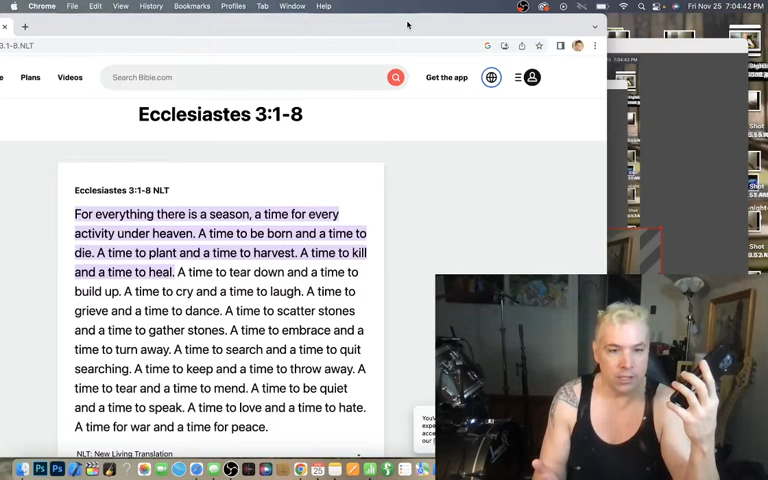 Chrome File Edit View History Bookmarks Profiles Tab Window Help Fri Nov 25 7:04:42 PM
3.1-8.NLT
Plans Videos Search Bible.com Get the app
Ecclesiastes 3:1-8
Ecclesiastes 3:1-8 NLT
For everything there is a season, a time for every
activity under heaven. A time to be born and a time to
die. A time to plant and a time to harvest. A time to kill
and a time to heal. A time to tear down and a time to
build up. A time to cry and a time to laugh. A time to
grieve and a time to dance. A time to scatter stones
and a time to gather stones. A time to embrace and a
time to turn away. A time to search and a time to quit
searching. A time to keep and a time to throw away. A
time to tear and a time to mend. A time to be quiet
and a time to speak. A time to love and a time to hate.
A time for war and a time for peace.
NLT: New Living Translation